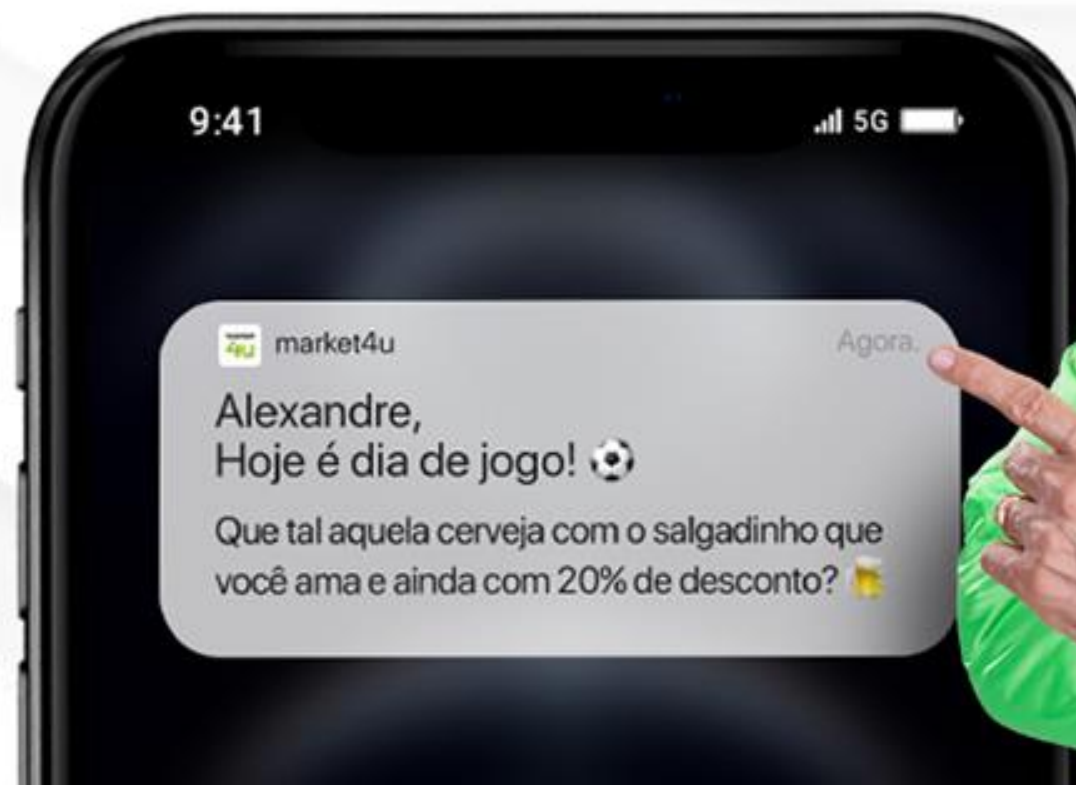 9:41 5G
market4u Agora.
Alexandre,
Hoje é dia de jogo! ⚽
Que tal aquela cerveja com o salgadinho que
você ama e ainda com 20% de desconto? 🍺